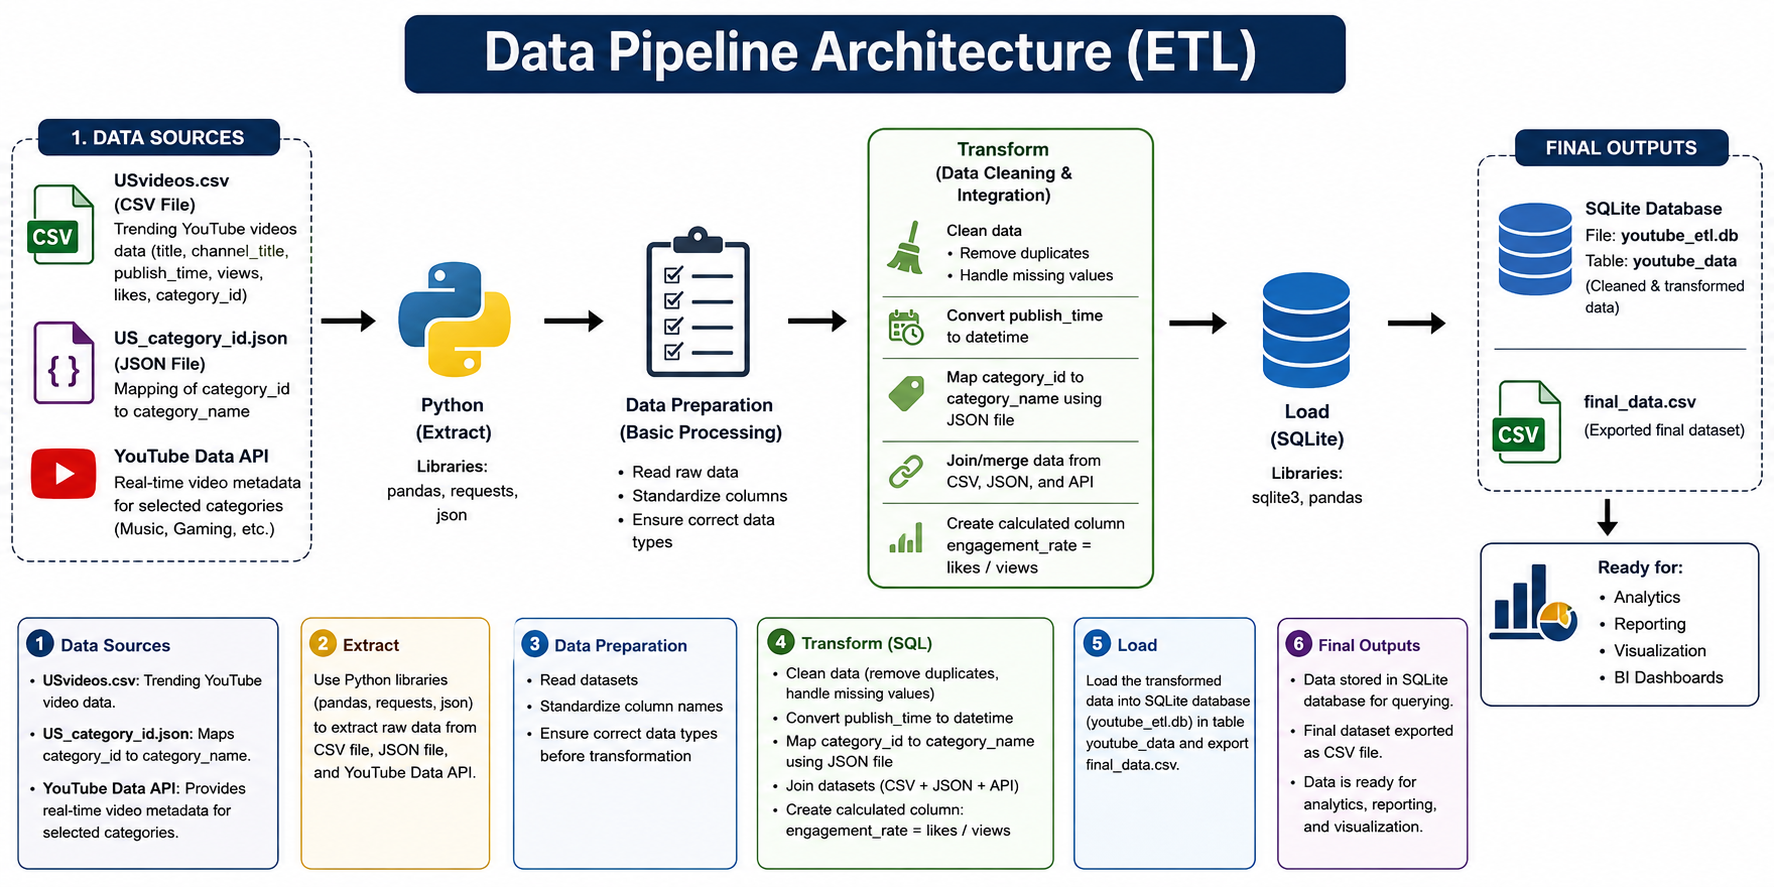 Data Pipeline Architecture (ETL)
1. DATA SOURCES
USvideos.csv
(CSV File)
CSV
Trending YouTube videos
data (title, channel_title,
publish_time, views,
likes, category_id)
US_category_id.json
(JSON File)
{ }
Mapping of category_id
to category_name
YouTube Data API
Real-time video metadata
for selected categories
(Music, Gaming, etc.)
Python
(Extract)
Libraries:
pandas, requests,
json
Data Preparation
(Basic Processing)
• Read raw data
• Standardize columns
• Ensure correct data
types
Transform
(Data Cleaning &
Integration)
Clean data
• Remove duplicates
• Handle missing values
Convert publish_time
to datetime
Map category_id to
category_name using
JSON file
Join/merge data from
CSV, JSON, and API
Create calculated column
engagement_rate =
likes / views
Load
(SQLite)
Libraries:
sqlite3, pandas
FINAL OUTPUTS
SQLite Database
File: youtube_etl.db
Table: youtube_data
(Cleaned & transformed
data)
final_data.csv
CSV
(Exported final dataset)
Ready for:
• Analytics
• Reporting
• Visualization
• BI Dashboards
1 Data Sources
• USvideos.csv: Trending YouTube
video data.
• US_category_id.json: Maps
category_id to category_name.
• YouTube Data API: Provides
real-time video metadata for
selected categories.
2 Extract
Use Python libraries
(pandas, requests, json)
to extract raw data from
CSV file, JSON file,
and YouTube Data API.
3 Data Preparation
• Read datasets
• Standardize column names
• Ensure correct data types
before transformation
4 Transform (SQL)
• Clean data (remove duplicates,
handle missing values)
• Convert publish_time to datetime
• Map category_id to category_name
using JSON file
• Join datasets (CSV + JSON + API)
• Create calculated column:
engagement_rate = likes / views
5 Load
Load the transformed
data into SQLite database
(youtube_etl.db) in table
youtube_data and export
final_data.csv.
6 Final Outputs
• Data stored in SQLite
database for querying.
• Final dataset exported
as CSV file.
• Data is ready for
analytics, reporting,
and visualization.